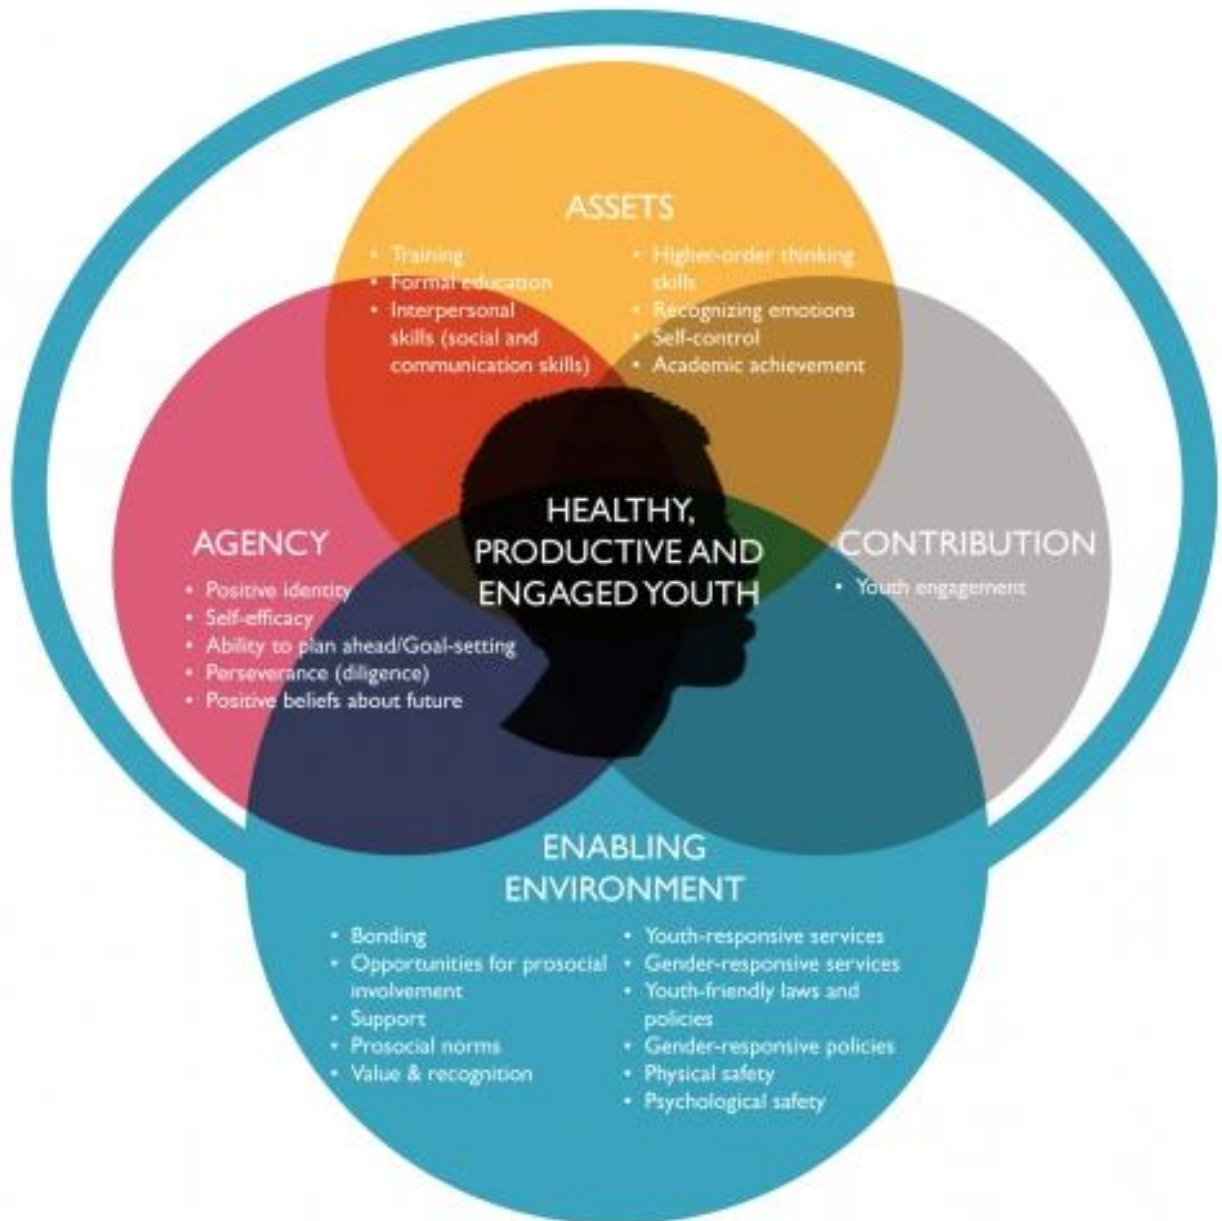 ASSETS
• Training
• Formal education
• Interpersonal
skills (social and
communication skills)
• Higher-order thinking
skills
• Recognizing emotions
• Self-control
• Academic achievement
HEALTHY,
PRODUCTIVE AND
ENGAGED YOUTH
AGENCY
• Positive identity
• Self-efficacy
• Ability to plan ahead/Goal-setting
• Perseverance (diligence)
• Positive beliefs about future
CONTRIBUTION
• Youth engagement
ENABLING
ENVIRONMENT
• Bonding
• Opportunities for prosocial
involvement
• Support
• Prosocial norms
• Value & recognition
• Youth-responsive services
• Gender-responsive services
• Youth-friendly laws and
policies
• Gender-responsive policies
• Physical safety
• Psychological safety